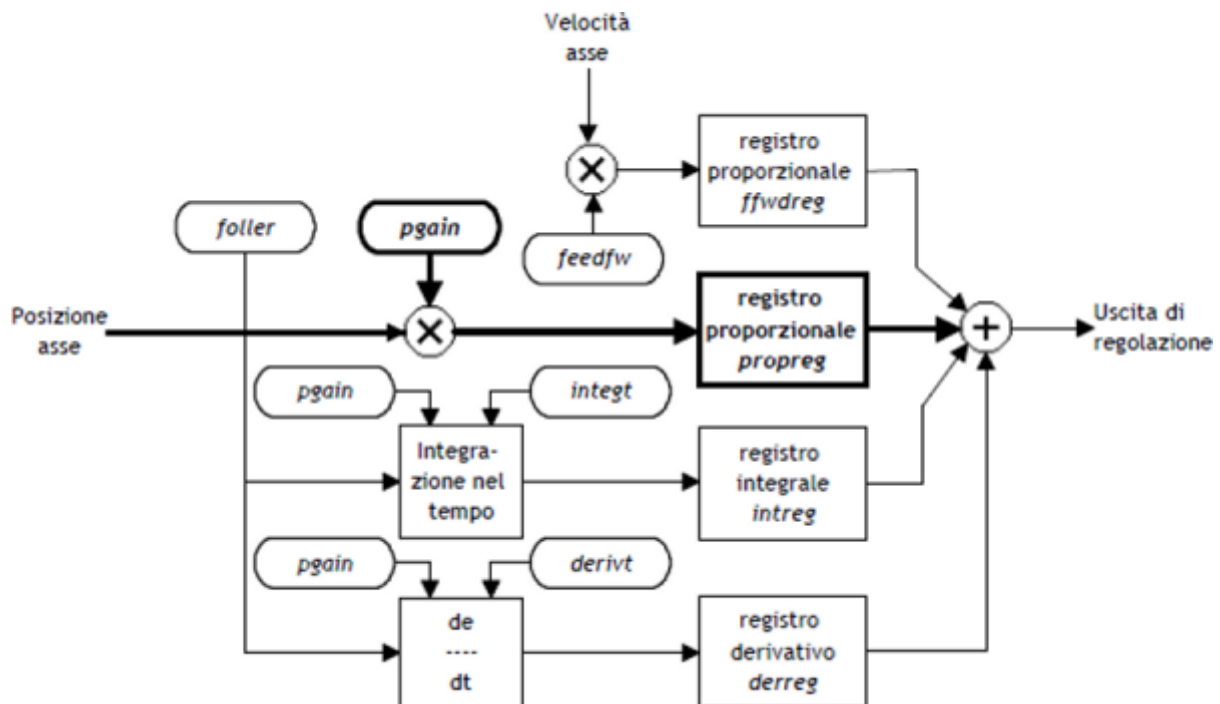 Velocità
asse
registro
proporzionale
ffwdreg
foller
pgain
feedfw
Posizione
asse
registro
proporzionale
propreg
Uscita di
regolazione
pgain
integt
Integra-
zione nel
tempo
registro
integrale
intreg
pgain
derivt
de
----
dt
registro
derivativo
derreg